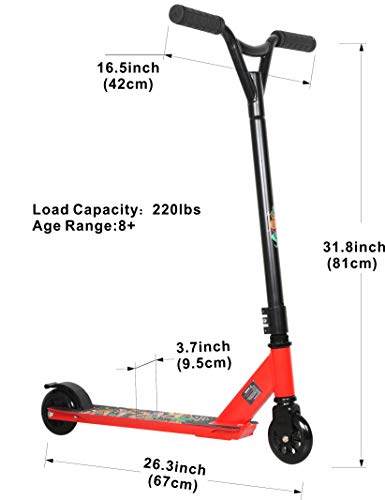 16.5inch
(42cm)
Load Capacity： 220lbs
Age Range:8+
31.8inch
(81cm)
3.7inch
(9.5cm)
26.3inch
(67cm)